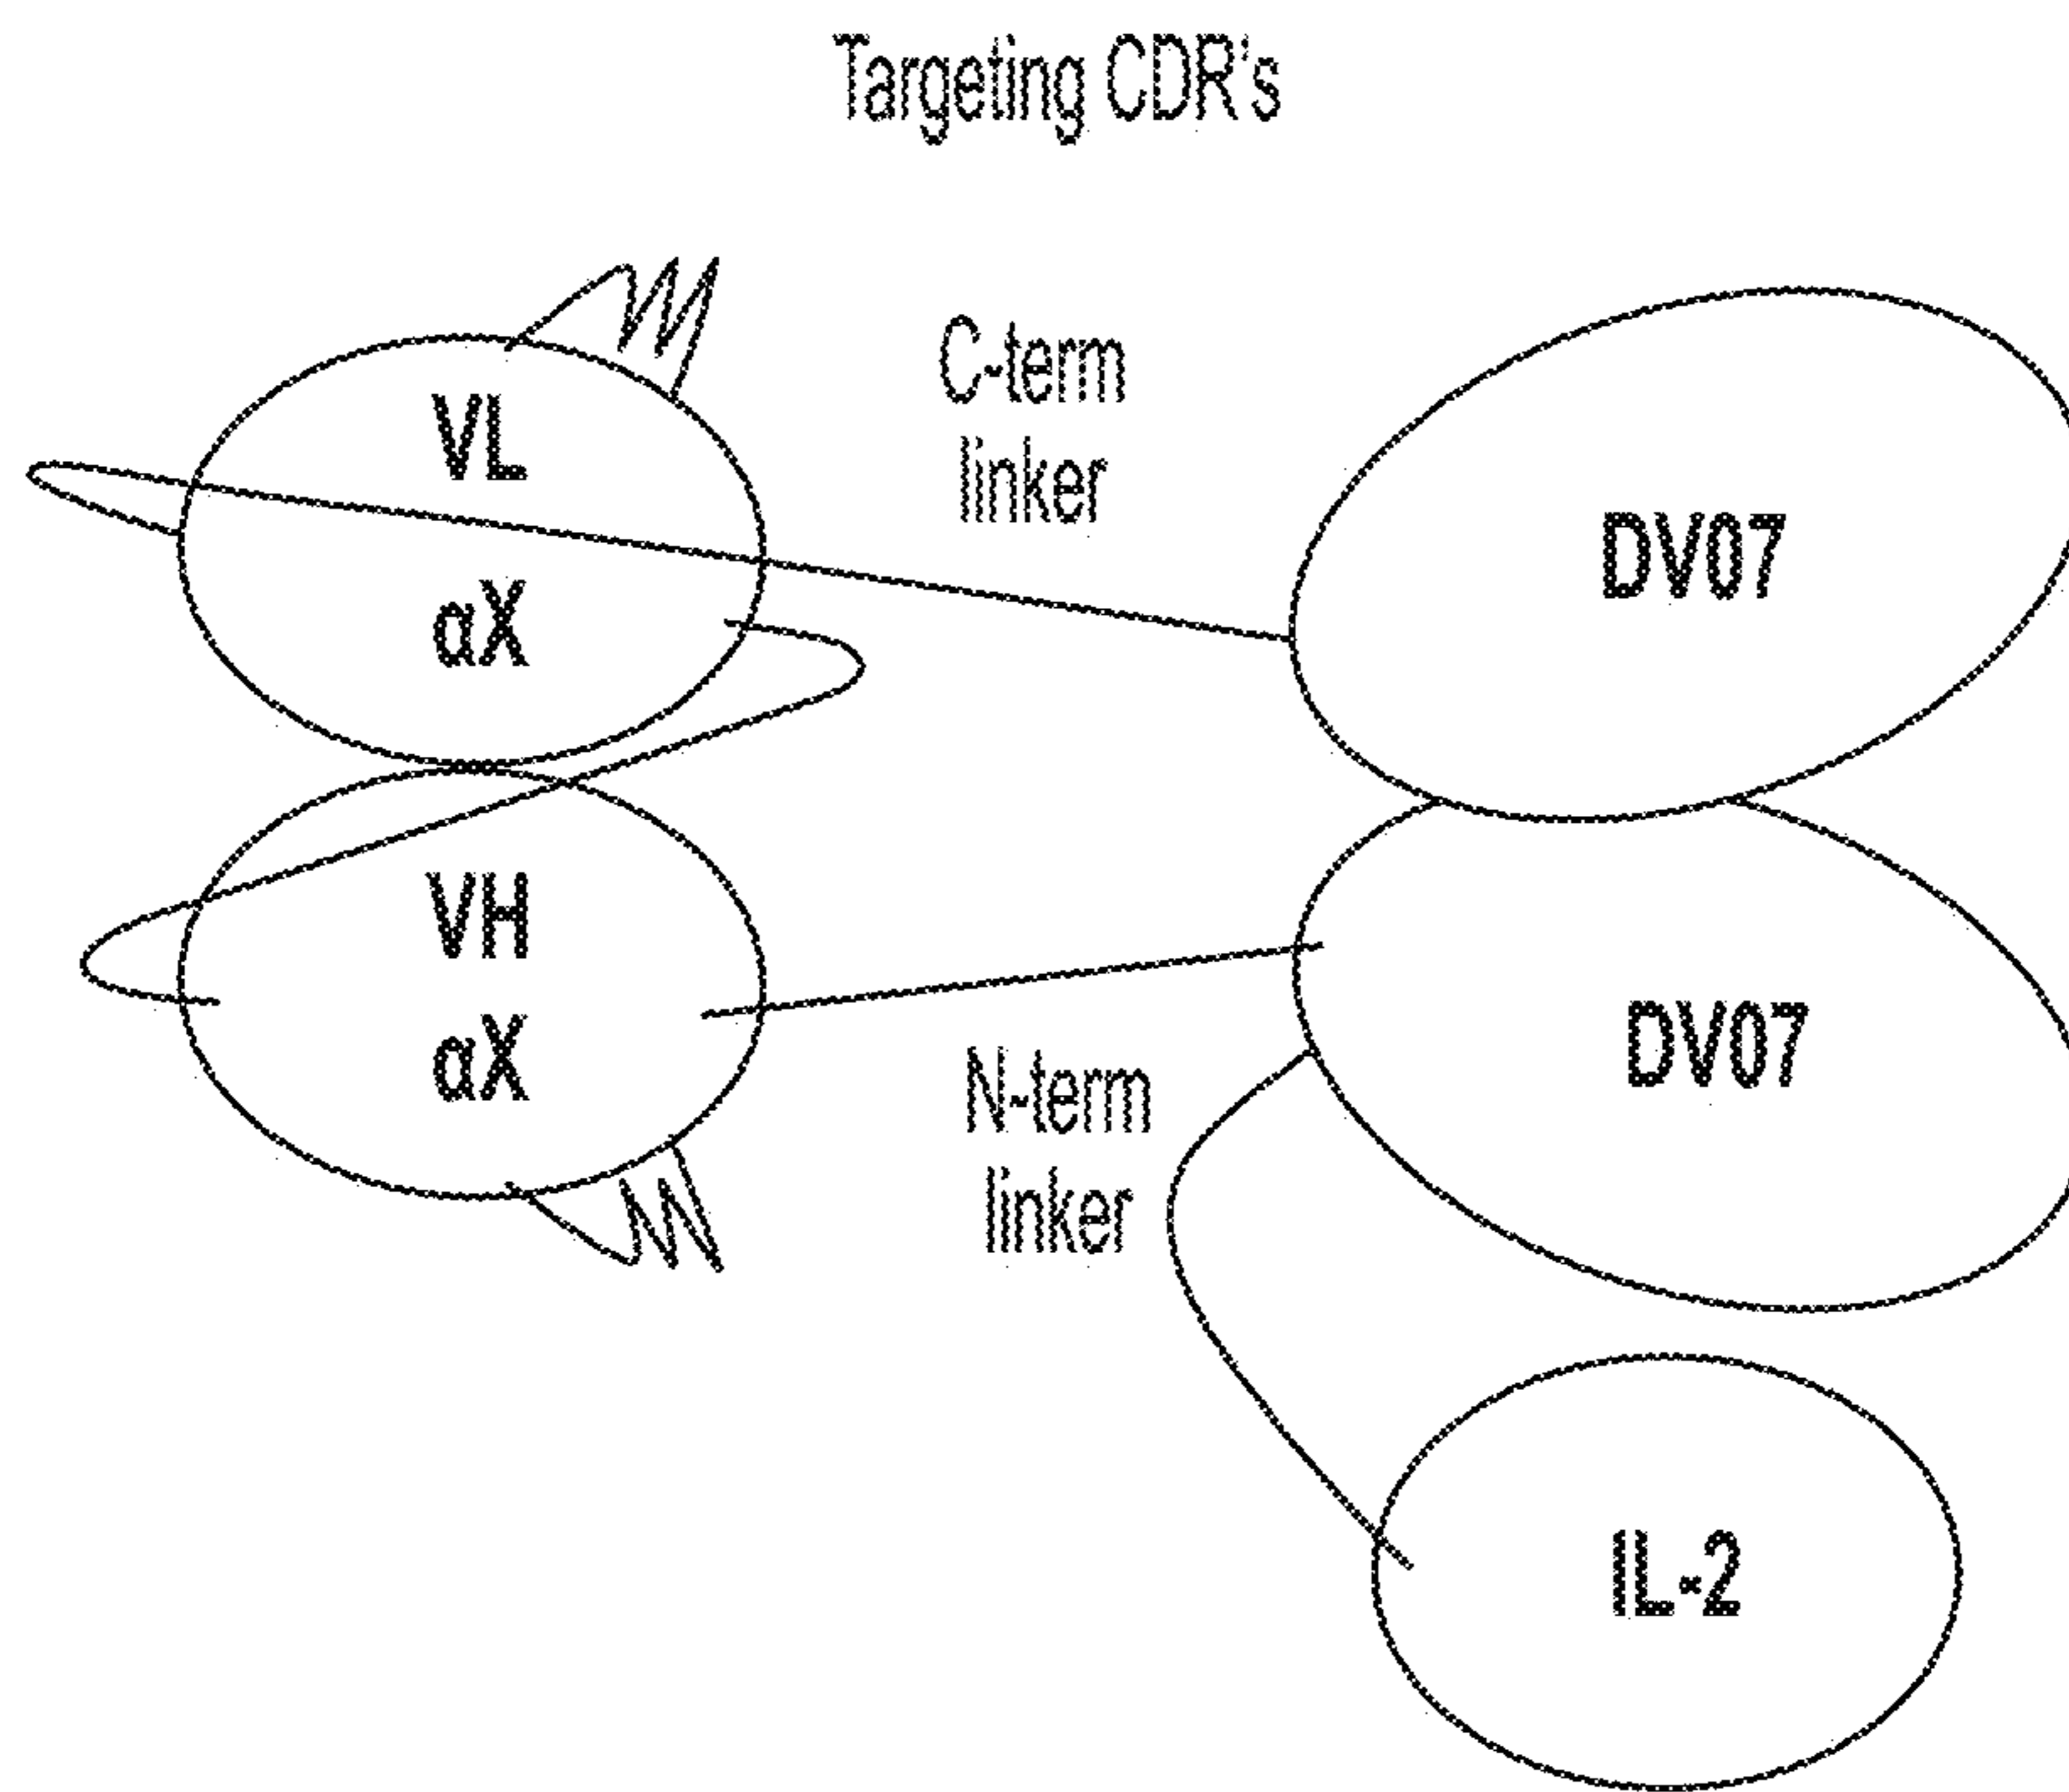 Targeting CDR's
VL
αX
C-term
linker
DV07
VH
αX
N-term
linker
DV07
IL-2